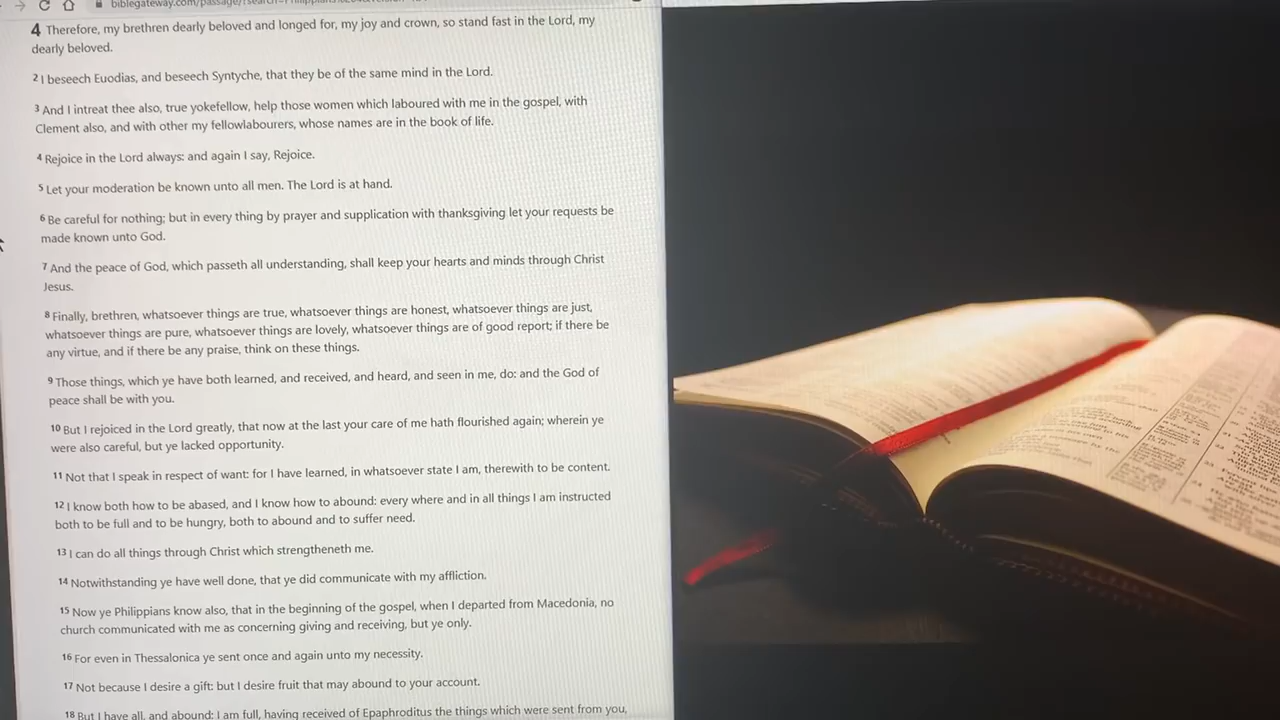 biblegateway.com/passage/
4 Therefore, my brethren dearly beloved and longed for, my joy and crown, so stand fast in the Lord, my
dearly beloved.
2 I beseech Euodias, and beseech Syntyche, that they be of the same mind in the Lord.
3 And I intreat thee also, true yokefellow, help those women which laboured with me in the gospel, with
Clement also, and with other my fellowlabourers, whose names are in the book of life.
4 Rejoice in the Lord always: and again I say, Rejoice.
5 Let your moderation be known unto all men. The Lord is at hand.
6 Be careful for nothing; but in every thing by prayer and supplication with thanksgiving let your requests be
made known unto God.
7 And the peace of God, which passeth all understanding, shall keep your hearts and minds through Christ
Jesus.
8 Finally, brethren, whatsoever things are true, whatsoever things are honest, whatsoever things are just,
whatsoever things are pure, whatsoever things are lovely, whatsoever things are of good report; if there be
any virtue, and if there be any praise, think on these things.
9 Those things, which ye have both learned, and received, and heard, and seen in me, do: and the God of
peace shall be with you.
10 But I rejoiced in the Lord greatly, that now at the last your care of me hath flourished again; wherein ye
were also careful, but ye lacked opportunity.
11 Not that I speak in respect of want: for I have learned, in whatsoever state I am, therewith to be content.
12 I know both how to be abased, and I know how to abound: every where and in all things I am instructed
both to be full and to be hungry, both to abound and to suffer need.
13 I can do all things through Christ which strengtheneth me.
14 Notwithstanding ye have well done, that ye did communicate with my affliction.
15 Now ye Philippians know also, that in the beginning of the gospel, when I departed from Macedonia, no
church communicated with me as concerning giving and receiving, but ye only.
16 For even in Thessalonica ye sent once and again unto my necessity.
17 Not because I desire a gift: but I desire fruit that may abound to your account.
18 But I have all, and abound: I am full, having received of Epaphroditus the things which were sent from you,